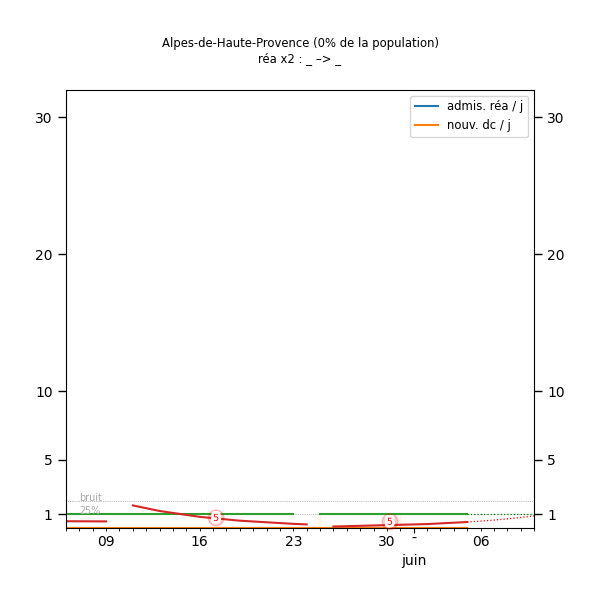 Alpes-de-Haute-Provence (0% de la population)
réa x2 : _ –> _
admis. réa / j
nouv. dc / j
30 30
20 20
10 10
5 5
bruit
25%
1 1
5 5
09 16 23 30 - 06
juin